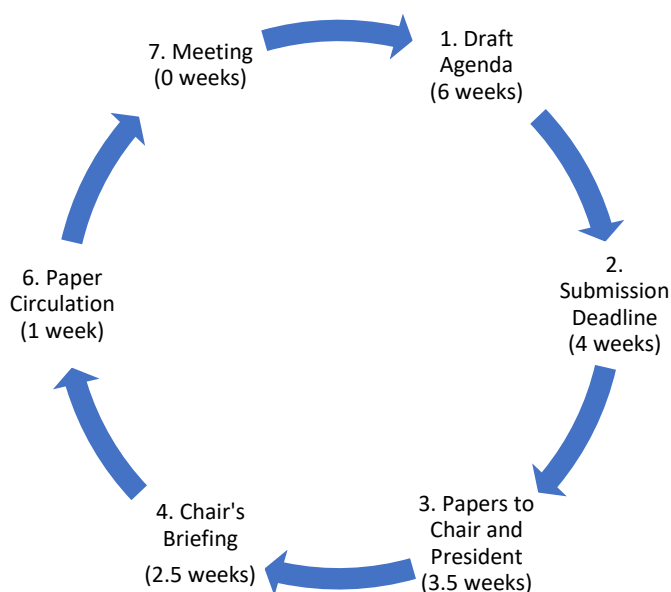 1. Draft
Agenda
(6 weeks)
2.
Submission
Deadline
(4 weeks)
3. Papers to
Chair and
President
(3.5 weeks)
4. Chair's
Briefing
(2.5 weeks)
6. Paper
Circulation
(1 week)
7. Meeting
(0 weeks)